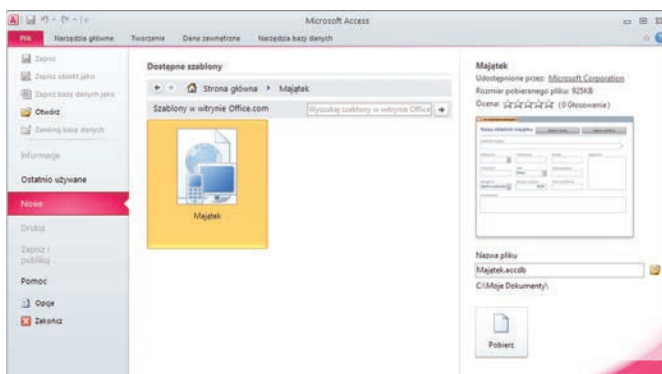 Microsoft Access
Plik Narzędzia główne Tworzenie Dane zewnętrzne Narzędzia bazy danych
Zapisz
Zapisz obiekt jako
Zapisz bazę danych jako
Otwórz
Zamknij bazę danych
Informacje
Ostatnio używane
Nowe
Drukuj
Zapisz i
publikuj
Pomoc
Opcje
Zakończ
Dostępne szablony
Strona główna Majątek
Szablony w witrynie Office.com Wyszukaj szablony w witrynie Office
Majątek
Majątek
Udostępnione przez: Microsoft Corporation
Rozmiar pobieranego pliku: 925KB
Ocena: (0 Głosowanie)
Nowy składnik majątku
Nazwa pliku
Majątek.accdb
C:\Moje Dokumenty\
Pobierz